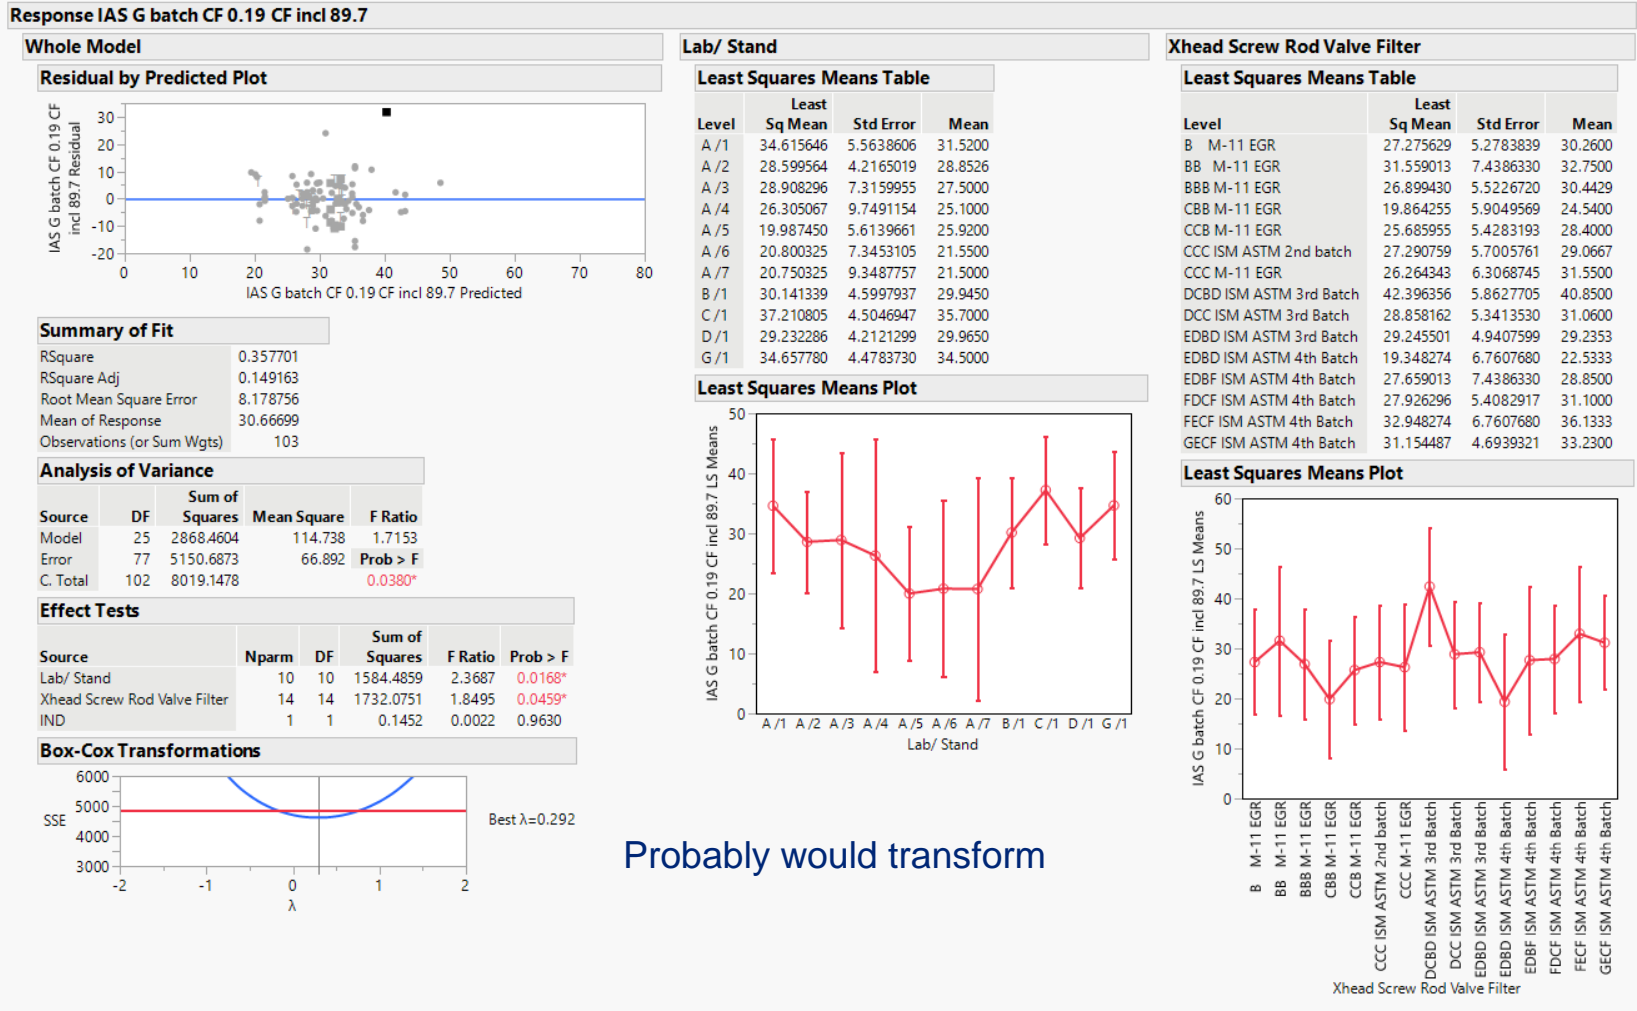 Response IAS G batch CF 0.19 CF incl 89.7
Whole Model
Residual by Predicted Plot
IAS G batch CF 0.19 CF
incl 89.7 Residual
30
20
10
0
-10
-20
0 10 20 30 40 50 60 70 80
IAS G batch CF 0.19 CF incl 89.7 Predicted
Summary of Fit
RSquare 0.357701
RSquare Adj 0.149163
Root Mean Square Error 8.178756
Mean of Response 30.66699
Observations (or Sum Wgts) 103
Analysis of Variance
Sum of
Source DF Squares Mean Square F Ratio
Model 25 2868.4604 114.738 1.7153
Error 77 5150.6873 66.892 Prob > F
C. Total 102 8019.1478 0.0380*
Effect Tests
Sum of
Source Nparm DF Squares F Ratio Prob > F
Lab/ Stand 10 10 1584.4859 2.3687 0.0168*
Xhead Screw Rod Valve Filter 14 14 1732.0751 1.8495 0.0459*
IND 1 1 0.1452 0.0022 0.9630
Box-Cox Transformations
6000
5000
4000
3000
SSE
-2 -1 0 1 2
λ
Best λ=0.292
Lab/ Stand
Least Squares Means Table
Least
Level Sq Mean Std Error Mean
A /1 34.615646 5.5638606 31.5200
A /2 28.599564 4.2165019 28.8526
A /3 28.908296 7.3159955 27.5000
A /4 26.305067 9.7491154 25.1000
A /5 19.987450 5.6139661 25.9200
A /6 20.800325 7.3453105 21.5500
A /7 20.750325 9.3487757 21.5000
B /1 30.141339 4.5997937 29.9450
C /1 37.210805 4.5046947 35.7000
D /1 29.232286 4.2121299 29.9650
G /1 34.657780 4.4783730 34.5000
Least Squares Means Plot
IAS G batch CF 0.19 CF incl 89.7 LS Means
50
40
30
20
10
0
A /1 A /2 A /3 A /4 A /5 A /6 A /7 B /1 C /1 D /1 G /1
Lab/ Stand
Probably would transform
Xhead Screw Rod Valve Filter
Least Squares Means Table
Least
Level Sq Mean Std Error Mean
B M-11 EGR 27.275629 5.2783839 30.2600
BB M-11 EGR 31.559013 7.4386330 32.7500
BBB M-11 EGR 26.899430 5.5226720 30.4429
CBB M-11 EGR 19.864255 5.9049569 24.5400
CCB M-11 EGR 25.685955 5.4283193 28.4000
CCC ISM ASTM 2nd batch 27.290759 5.7005761 29.0667
CCC M-11 EGR 26.264343 6.3068745 31.5500
DCBD ISM ASTM 3rd Batch 42.396356 5.8627705 40.8500
DCC ISM ASTM 3rd Batch 28.858162 5.3413530 31.0600
EDBD ISM ASTM 3rd Batch 29.245501 4.9407599 29.2353
EDBD ISM ASTM 4th Batch 19.348274 6.7607680 22.5333
EDBF ISM ASTM 4th Batch 27.659013 7.4386330 28.8500
FDCF ISM ASTM 4th Batch 27.926296 5.4082917 31.1000
FECF ISM ASTM 4th Batch 32.948274 6.7607680 36.1333
GECF ISM ASTM 4th Batch 31.154487 4.6939321 33.2300
Least Squares Means Plot
IAS G batch CF 0.19 CF incl 89.7 LS Means
60
50
40
30
20
10
0
B M-11 EGR
BB M-11 EGR
BBB M-11 EGR
CBB M-11 EGR
CCB M-11 EGR
CCC ISM ASTM 2nd batch
CCC M-11 EGR
DCBD ISM ASTM 3rd Batch
DCC ISM ASTM 3rd Batch
EDBD ISM ASTM 3rd Batch
EDBD ISM ASTM 4th Batch
EDBF ISM ASTM 4th Batch
FDCF ISM ASTM 4th Batch
FECF ISM ASTM 4th Batch
GECF ISM ASTM 4th Batch
Xhead Screw Rod Valve Filter